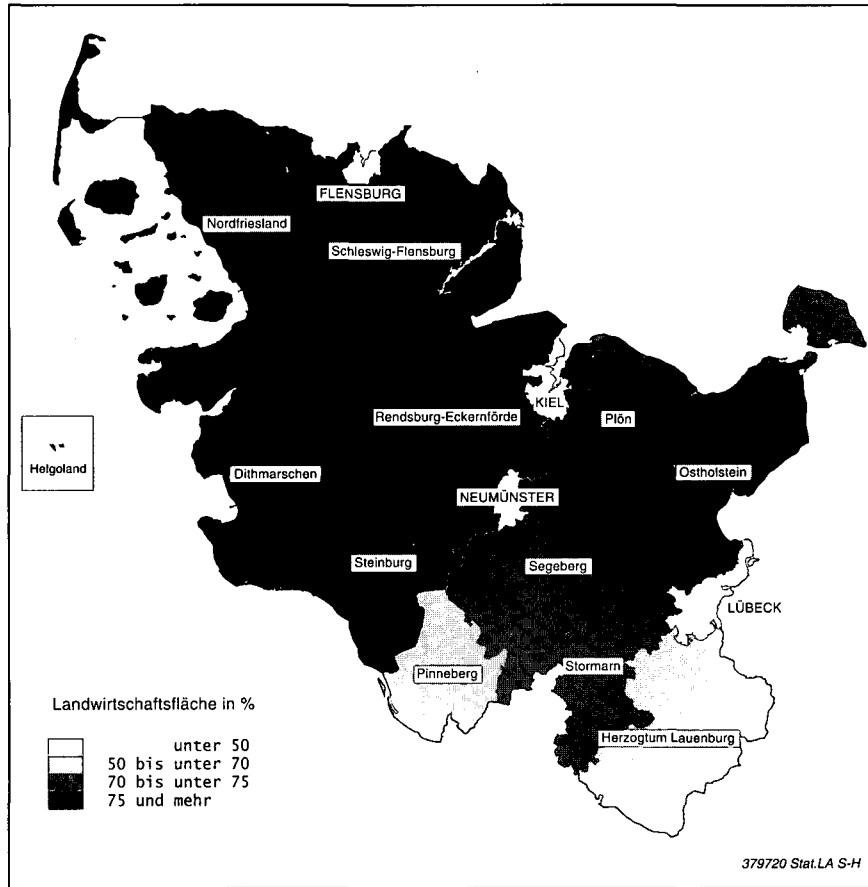 FLENSBURG
Nordfriesland
Schleswig-Flensburg
KIEL
Rendsburg-Eckernförde
Plön
Helgoland
Dithmarschen
Ostholstein
NEUMÜNSTER
Steinburg
Segeberg
LÜBECK
Pinneberg
Stormarn
Herzogtum Lauenburg
Landwirtschaftsfläche in %
unter 50
50 bis unter 70
70 bis unter 75
75 und mehr
379720 Stat.LA S-H